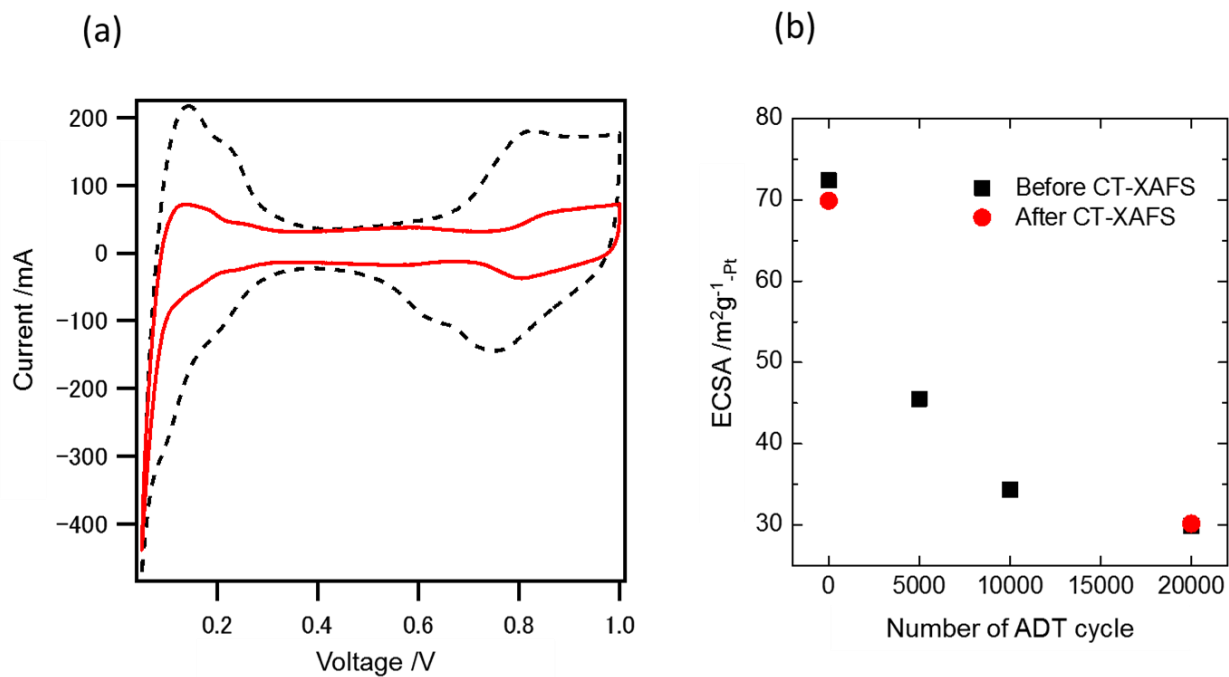 (a)
200
100
0
−100
−200
−300
−400
Current /mA
0.2 0.4 0.6 0.8 1.0
Voltage /V
(b)
80
70
60
50
40
30
ECSA /m²g⁻¹-Pt
Before CT-XAFS
After CT-XAFS
0 5000 10000 15000 20000
Number of ADT cycle